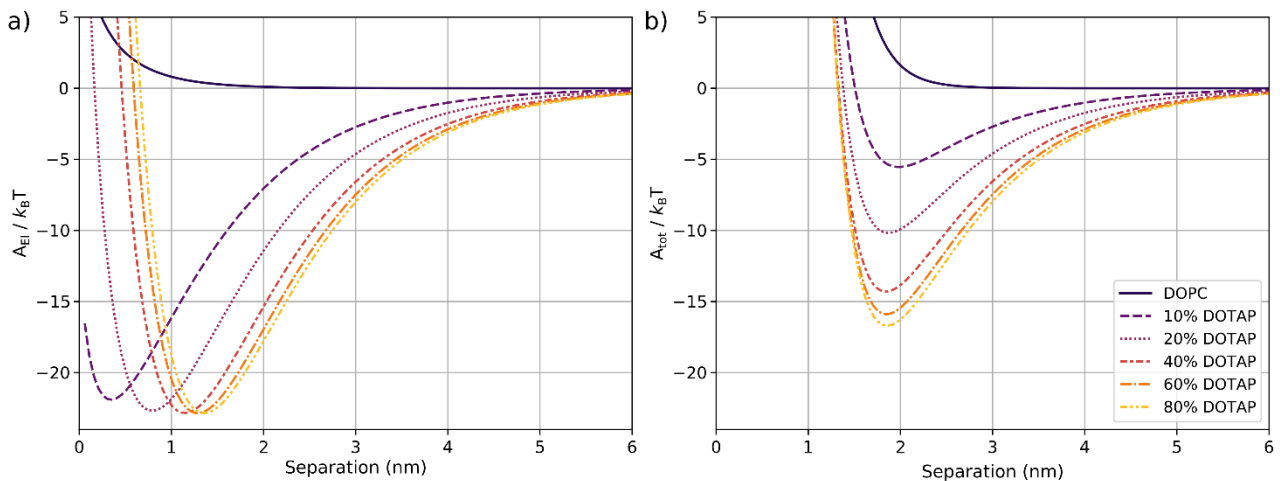 a)
5
0
−5
−10
−15
−20
A_El / k_BT
0 1 2 3 4 5 6
Separation (nm)
b)
5
0
−5
−10
−15
−20
A_tot / k_BT
0 1 2 3 4 5 6
Separation (nm)
DOPC
10% DOTAP
20% DOTAP
40% DOTAP
60% DOTAP
80% DOTAP